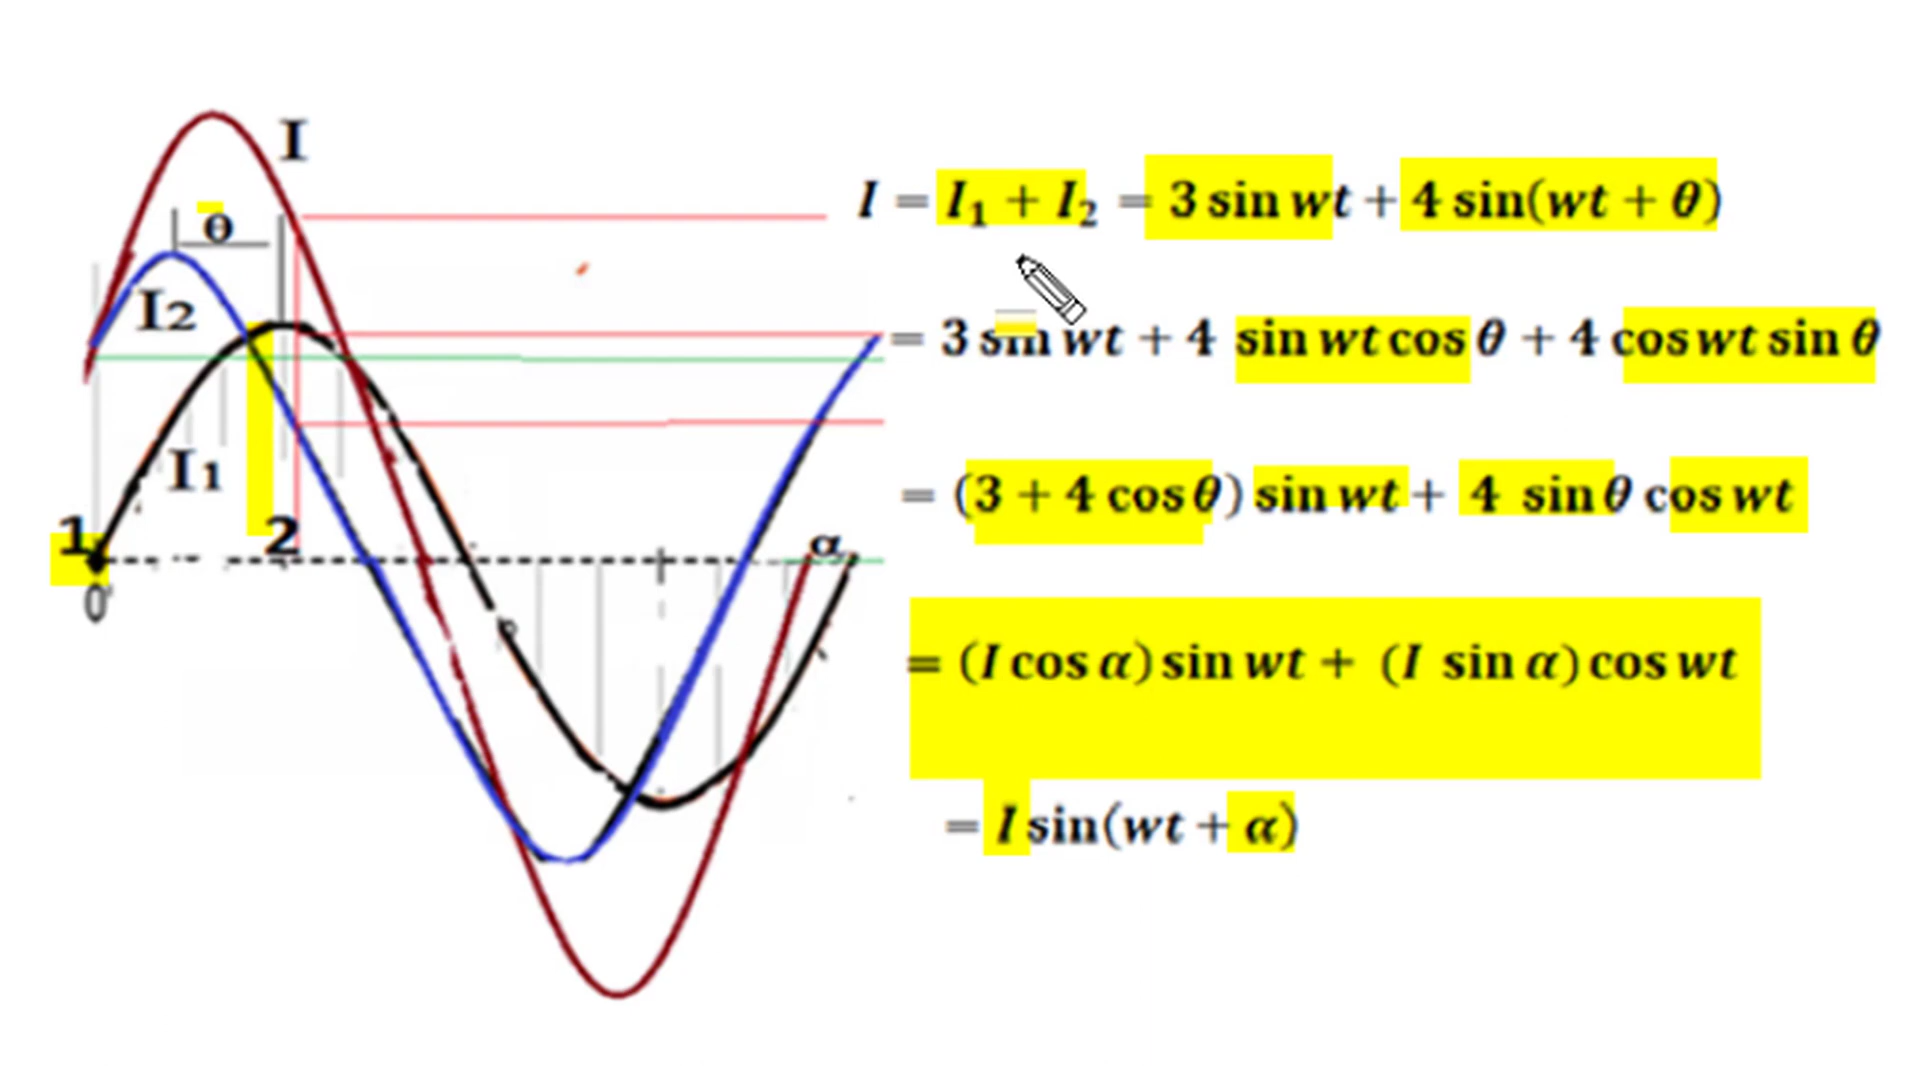 I
θ
I2
I1
1
2
0
α
I = I₁ + I₂ = 3 sin wt + 4 sin(wt + θ)
= 3 sin wt + 4 sin wt cos θ + 4 cos wt sin θ
= (3 + 4 cos θ) sin wt + 4 sin θ cos wt
= (I cos α) sin wt + (I sin α) cos wt
= I sin(wt + α)